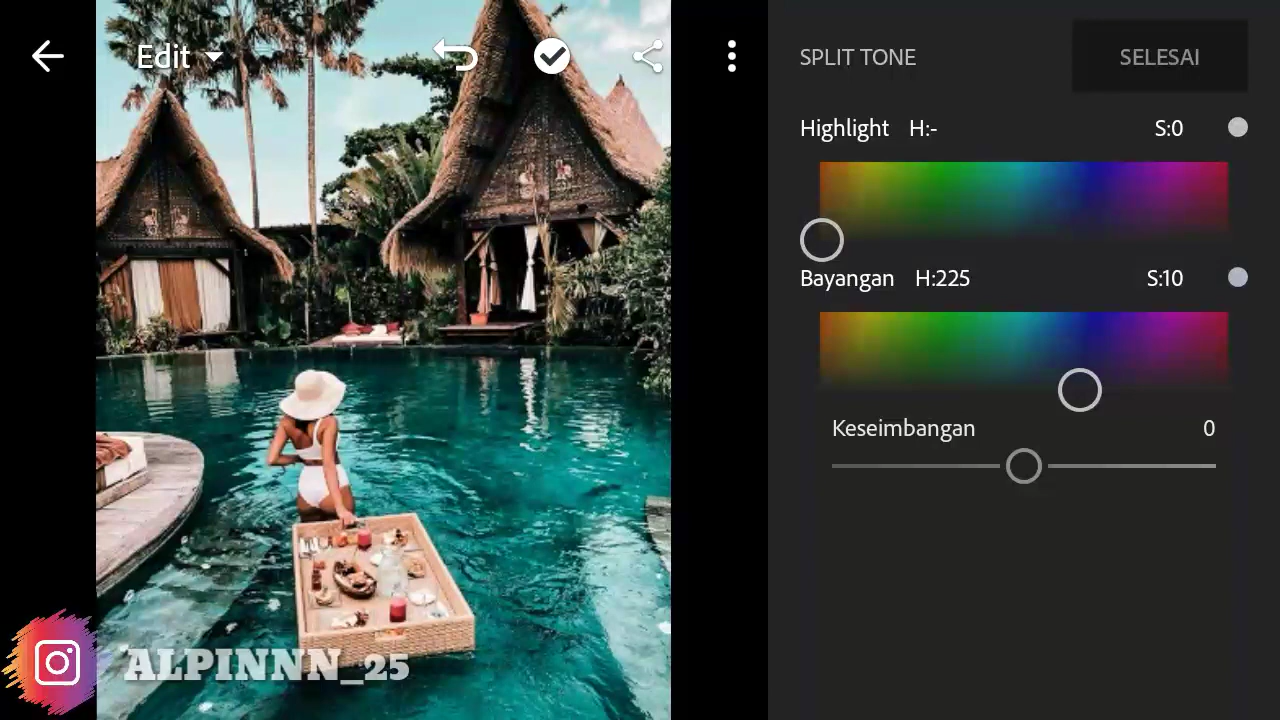 Edit
SPLIT TONE
SELESAI
Highlight H:- S:0
Bayangan H:225 S:10
Keseimbangan 0
ALPINNN_25